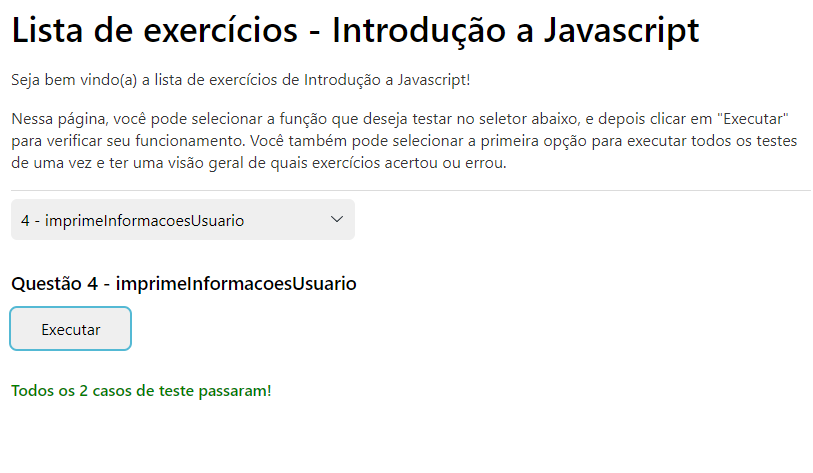 Lista de exercícios - Introdução a Javascript
Seja bem vindo(a) a lista de exercícios de Introdução a Javascript!
Nessa página, você pode selecionar a função que deseja testar no seletor abaixo, e depois clicar em "Executar"
para verificar seu funcionamento. Você também pode selecionar a primeira opção para executar todos os testes
de uma vez e ter uma visão geral de quais exercícios acertou ou errou.
4 - imprimeInformacoesUsuario
Questão 4 - imprimeInformacoesUsuario
Executar
Todos os 2 casos de teste passaram!